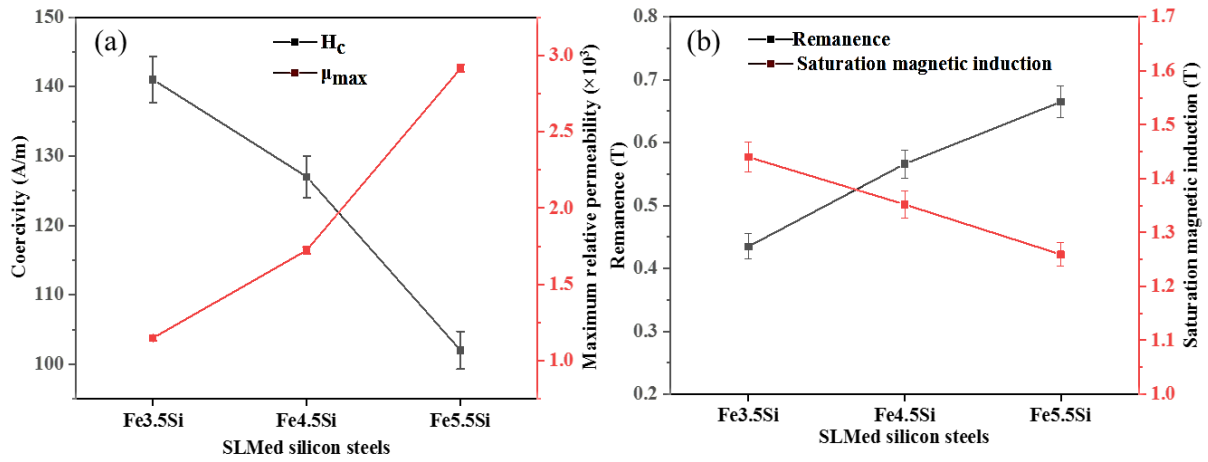 (a)
H_c
μ_max
150
140
130
120
110
100
Coercivity (A/m)
3.0
2.5
2.0
1.5
1.0
Maximum relative permeability (×10³)
Fe3.5Si Fe4.5Si Fe5.5Si
SLMed silicon steels
(b)
Remanence
Saturation magnetic induction
0.8
0.7
0.6
0.5
0.4
0.3
0.2
Remanence (T)
1.7
1.6
1.5
1.4
1.3
1.2
1.1
1.0
Saturation magnetic induction (T)
Fe3.5Si Fe4.5Si Fe5.5Si
SLMed silicon steels